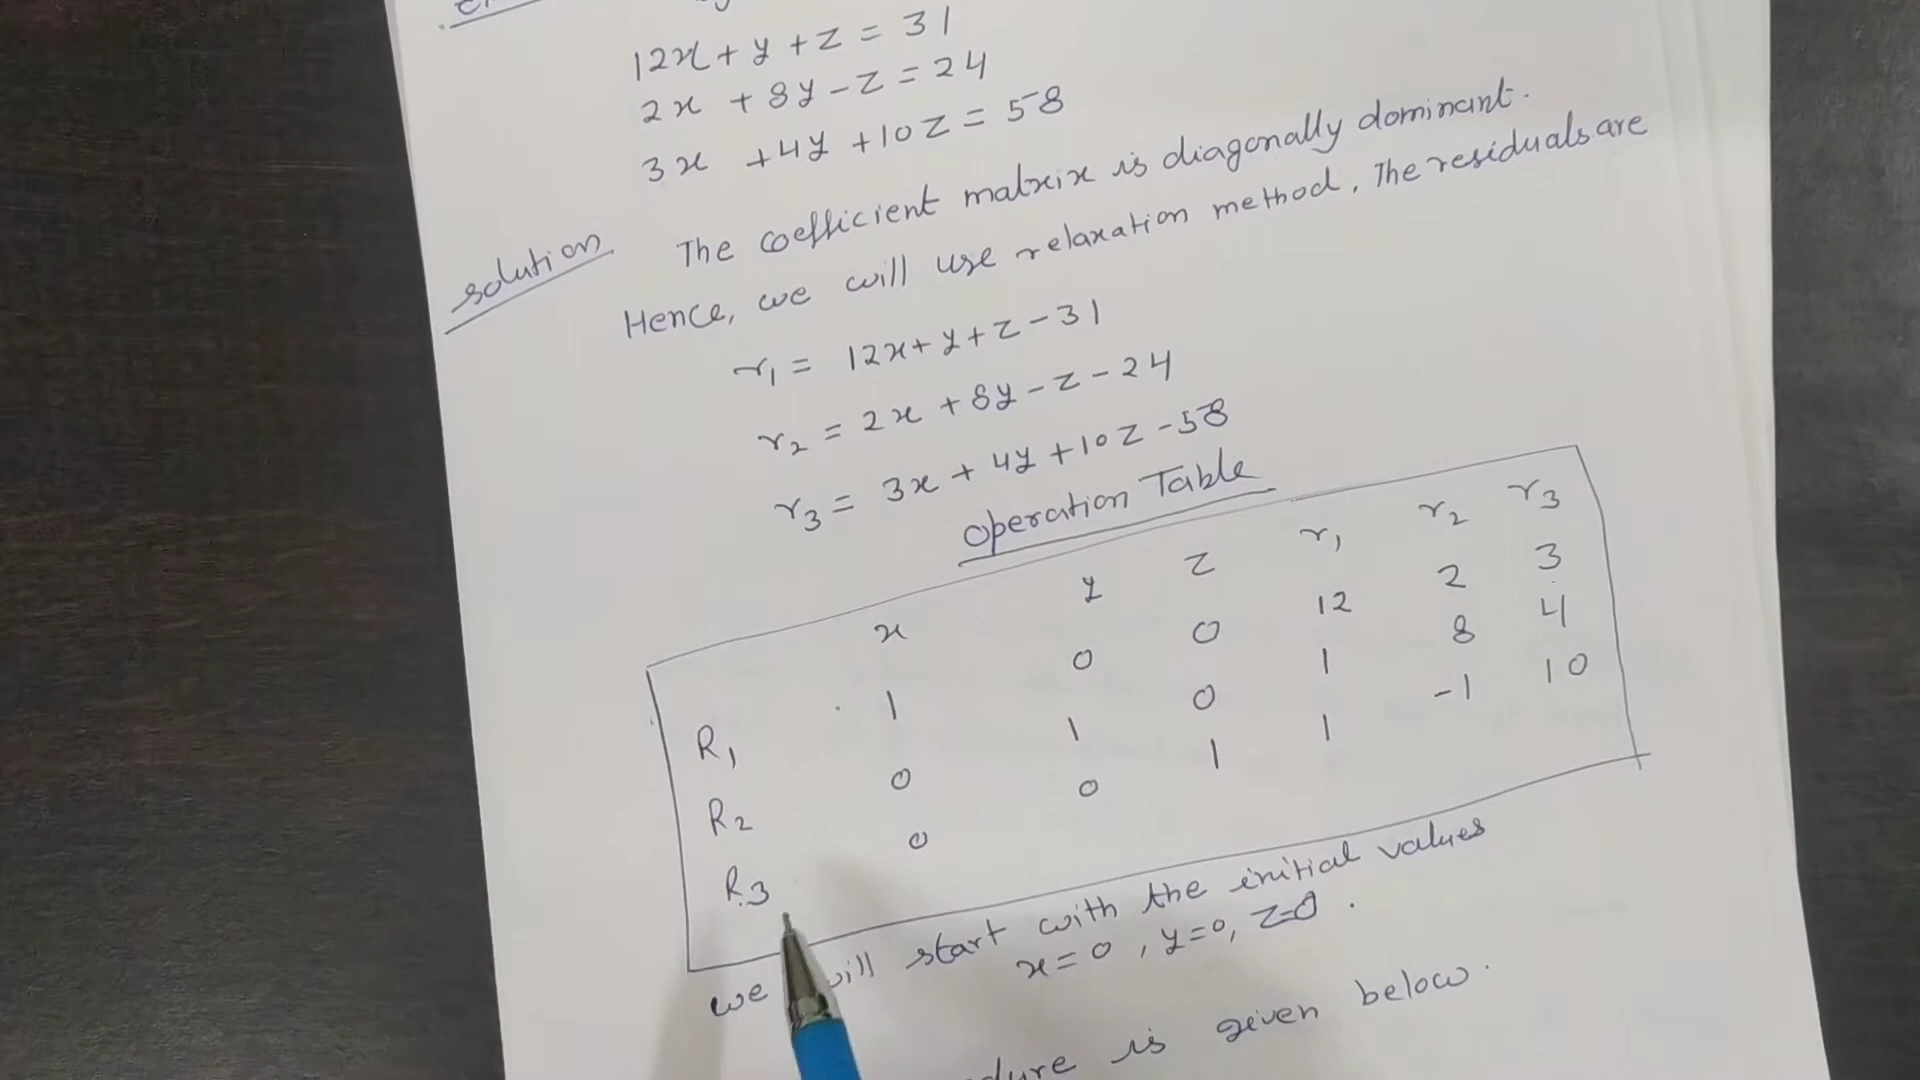 12x + y + z = 31
2x + 8y - z = 24
3x + 4y + 10z = 58
solution The coefficient matrix is diagonally dominant.
Hence, we will use relaxation method. The residuals are
r₁ = 12x + y + z - 31
r₂ = 2x + 8y - z - 24
r₃ = 3x + 4y + 10z - 58
Operation Table
x y z r₁ r₂ r₃
R₁ 1 0 0 12 2 3
R₂ 0 1 0 1 8 4
R₃ 0 0 1 1 -1 10
we will start with the initial values
x = 0, y = 0, z = 0.
is given below.